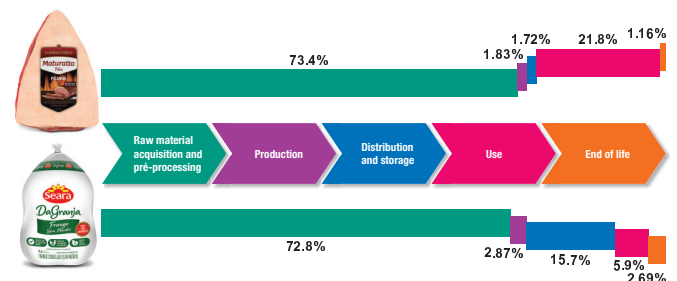 1.16%
1.72%
21.8%
1.83%
73.4%
Maturatta
Friboi
PICANHA
Raw material
acquisition and
pré-processing
Production
Distribution
and storage
Use
End of life
Seara
DaGranja
Frango
72.8%
2.87%
15.7%
5.9%
2.69%